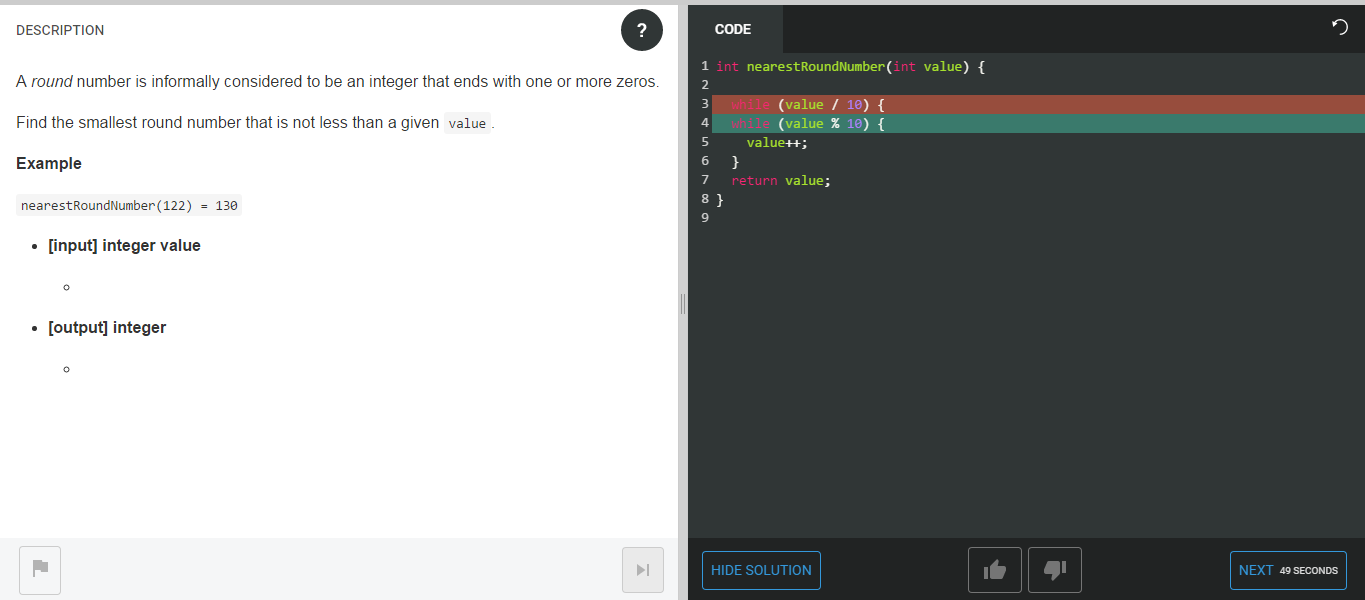 DESCRIPTION
?
A round number is informally considered to be an integer that ends with one or more zeros.
Find the smallest round number that is not less than a given value.
Example
nearestRoundNumber(122) = 130
[input] integer value
[output] integer
CODE
1 int nearestRoundNumber(int value) {
2
3   while (value / 10) {
4   while (value % 10) {
5     value++;
6   }
7   return value;
8 }
9
HIDE SOLUTION
NEXT 49 SECONDS